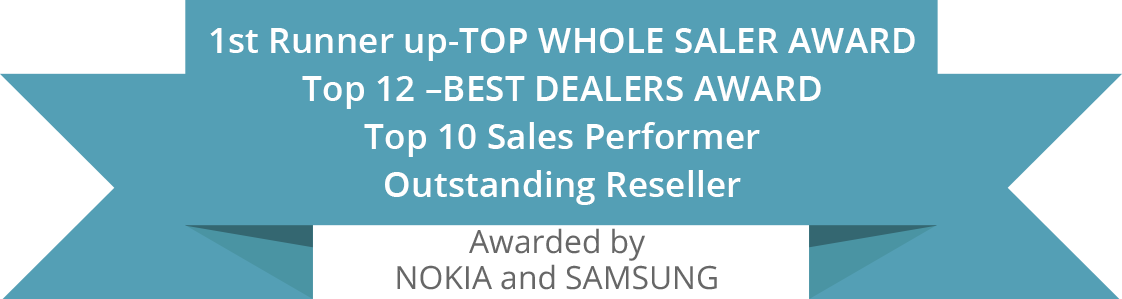 1st Runner up-TOP WHOLE SALER AWARD
Top 12 –BEST DEALERS AWARD
Top 10 Sales Performer
Outstanding Reseller
Awarded by
NOKIA and SAMSUNG